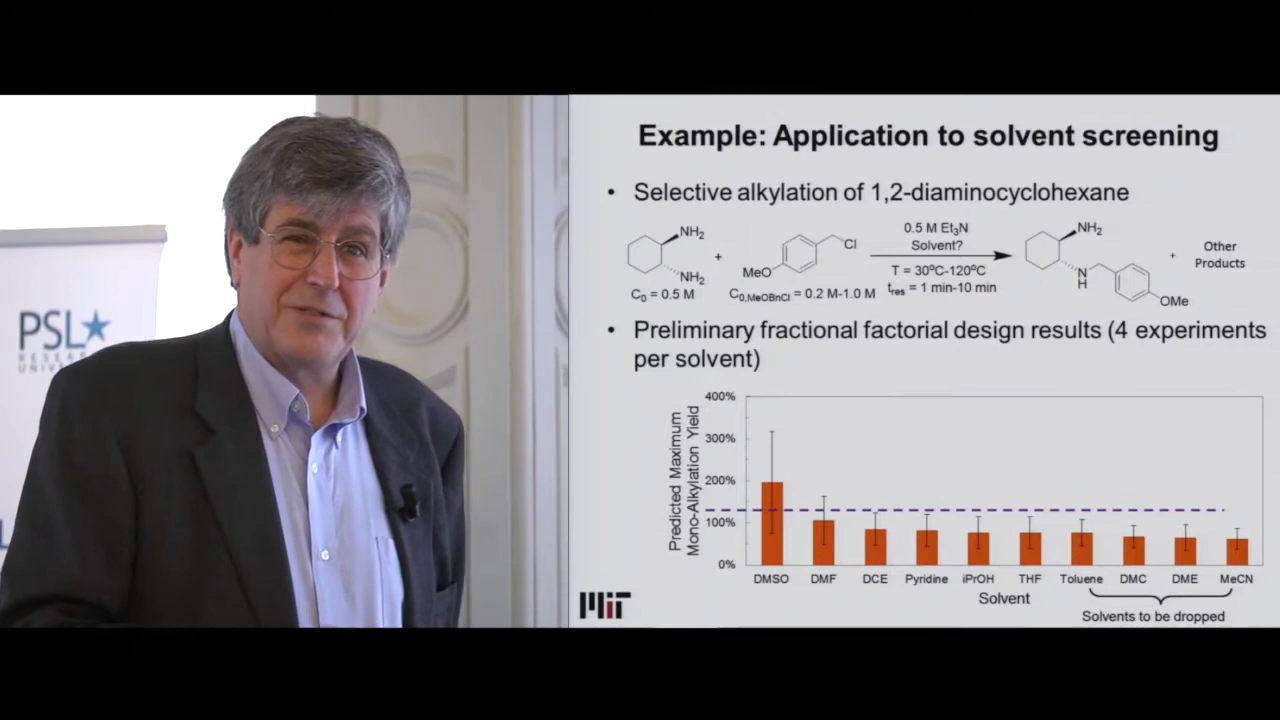 PSL
RESEAR
UNIVE
L
Example: Application to solvent screening
• Selective alkylation of 1,2-diaminocyclohexane
NH2
NH2
C0 = 0.5 M
+
MeO
Cl
C0,MeOBnCl = 0.2 M-1.0 M
0.5 M Et3N
Solvent?
T = 30ºC-120ºC
tres = 1 min-10 min
NH2
N
H
OMe
+
Other
Products
• Preliminary fractional factorial design results (4 experiments
per solvent)
Predicted Maximum
Mono-Alkylation Yield
400%
300%
200%
100%
0%
DMSO DMF DCE Pyridine iPrOH THF Toluene DMC DME MeCN
Solvent
Solvents to be dropped
MIT